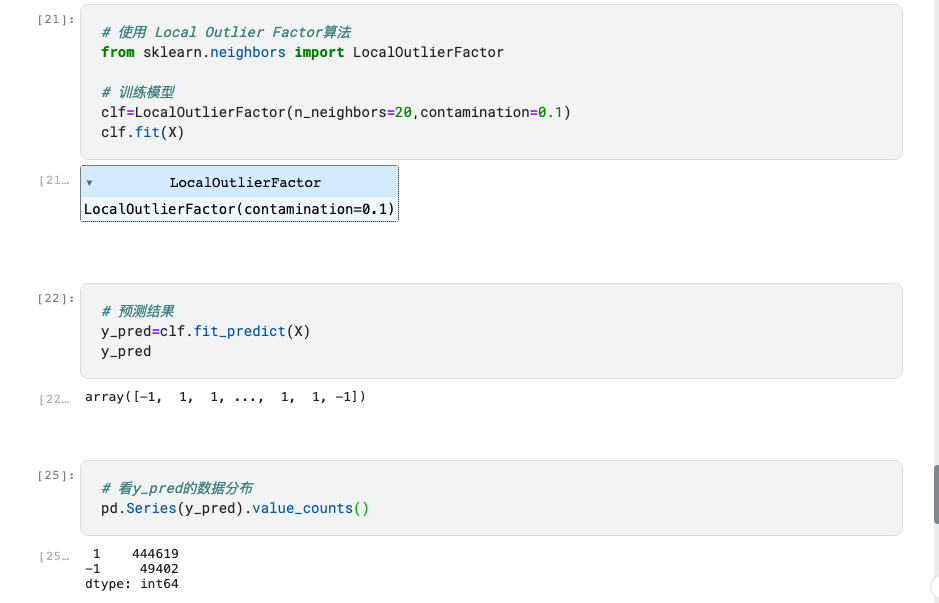 [21]:
# 使用 Local Outlier Factor算法
from sklearn.neighbors import LocalOutlierFactor
# 训练模型
clf=LocalOutlierFactor(n_neighbors=20,contamination=0.1)
clf.fit(X)
[21…
▾ LocalOutlierFactor
LocalOutlierFactor(contamination=0.1)
[22]:
# 预测结果
y_pred=clf.fit_predict(X)
y_pred
[22…
array([-1,  1,  1, ...,  1,  1, -1])
[25]:
# 看y_pred的数据分布
pd.Series(y_pred).value_counts()
[25…
 1    444619
-1     49402
dtype: int64